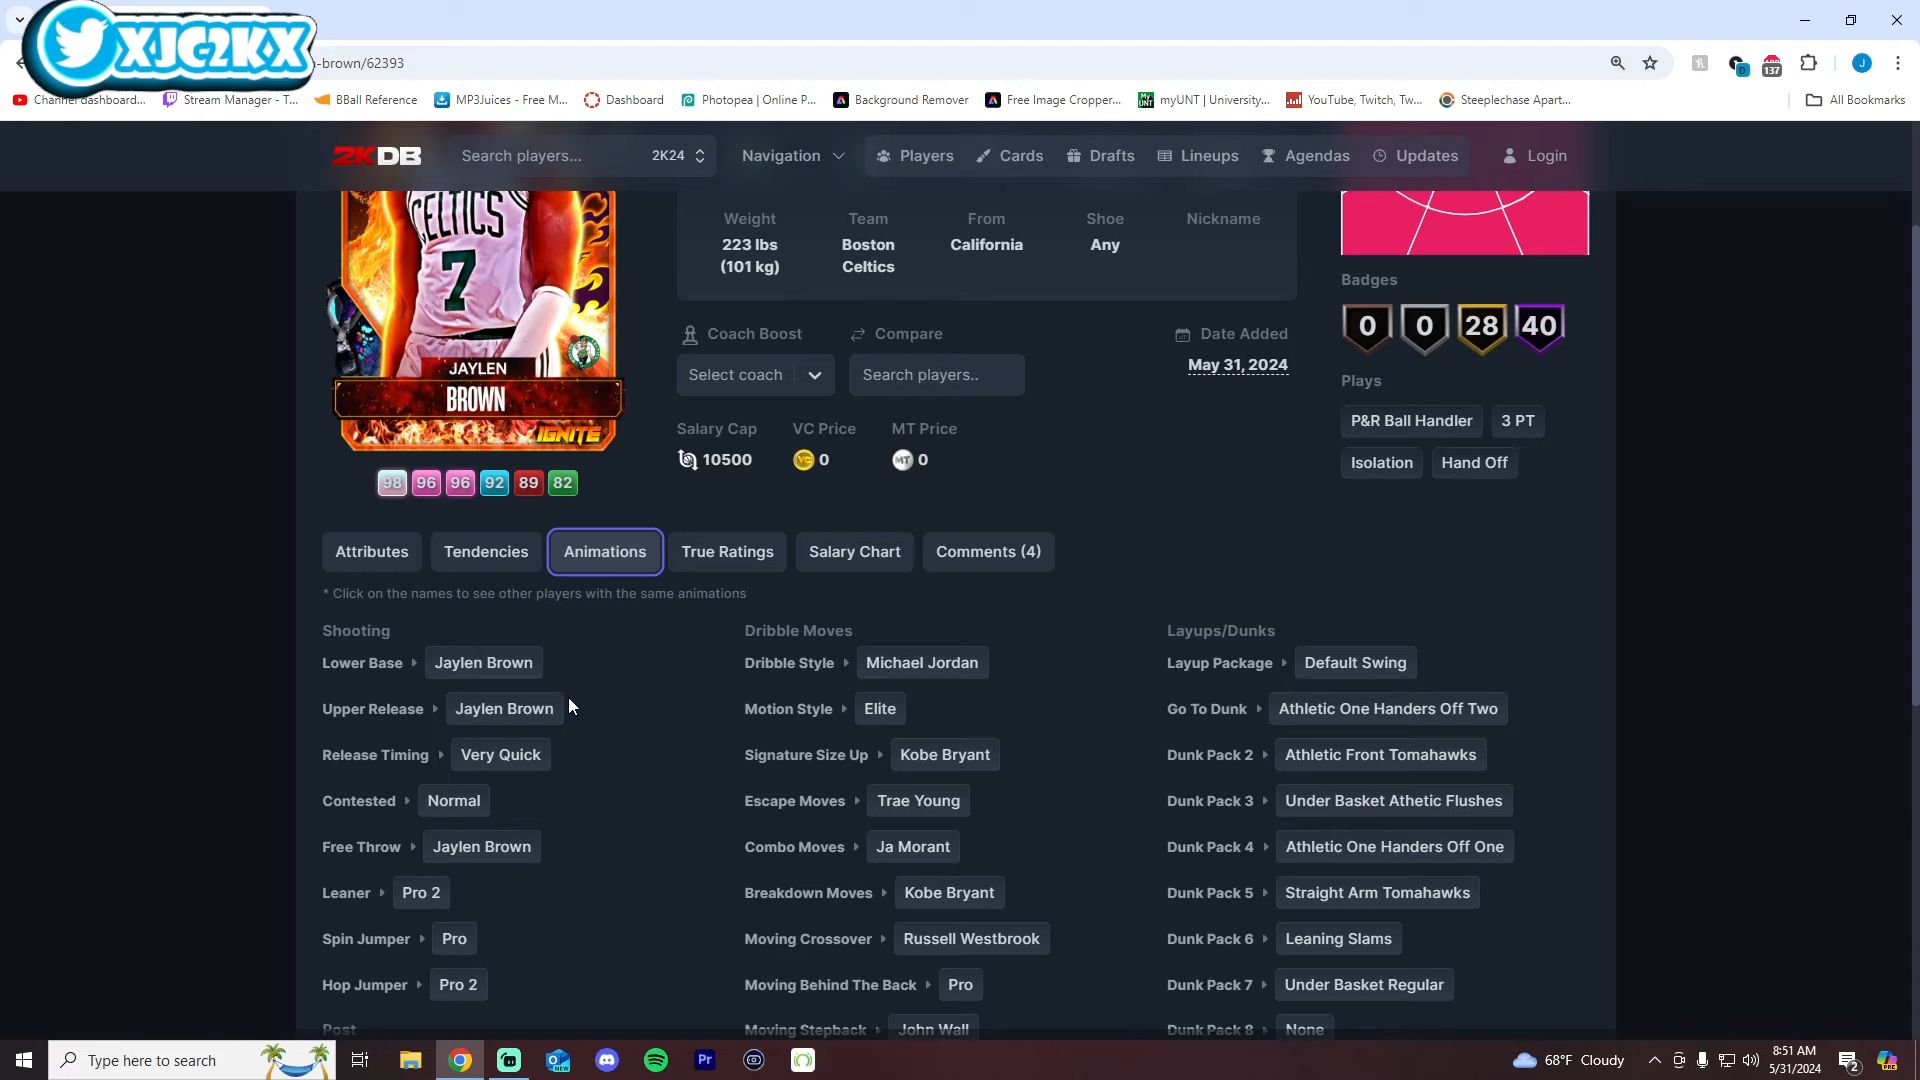 XJC2KX
-brown/62393
137
Channel dashboard...
Stream Manager - T...
BBall Reference
MP3Juices - Free M...
Dashboard
Photopea | Online P...
Background Remover
Free Image Cropper...
myUNT | University...
YouTube, Twitch, Tw...
Steeplechase Apart...
All Bookmarks
2KDB
Search players...
2K24
Navigation
Players
Cards
Drafts
Lineups
Agendas
Updates
Login
CELTICS
7
JAYLEN
BROWN
IGNITE
98 96 96 92 89 82
Weight
223 lbs
(101 kg)
Team
Boston
Celtics
From
California
Shoe
Any
Nickname
Coach Boost
Select coach
Compare
Search players..
Date Added
May 31, 2024
Salary Cap
10500
VC Price
VC 0
MT Price
MT 0
Badges
0 0 28 40
Plays
P&R Ball Handler
3 PT
Isolation
Hand Off
Attributes
Tendencies
Animations
True Ratings
Salary Chart
Comments (4)
* Click on the names to see other players with the same animations
Shooting
Lower Base Jaylen Brown
Upper Release Jaylen Brown
Release Timing Very Quick
Contested Normal
Free Throw Jaylen Brown
Leaner Pro 2
Spin Jumper Pro
Hop Jumper Pro 2
Post
Dribble Moves
Dribble Style Michael Jordan
Motion Style Elite
Signature Size Up Kobe Bryant
Escape Moves Trae Young
Combo Moves Ja Morant
Breakdown Moves Kobe Bryant
Moving Crossover Russell Westbrook
Moving Behind The Back Pro
Moving Stepback John Wall
Layups/Dunks
Layup Package Default Swing
Go To Dunk Athletic One Handers Off Two
Dunk Pack 2 Athletic Front Tomahawks
Dunk Pack 3 Under Basket Athetic Flushes
Dunk Pack 4 Athletic One Handers Off One
Dunk Pack 5 Straight Arm Tomahawks
Dunk Pack 6 Leaning Slams
Dunk Pack 7 Under Basket Regular
Dunk Pack 8 None
Type here to search
68°F Cloudy
8:51 AM
5/31/2024
2